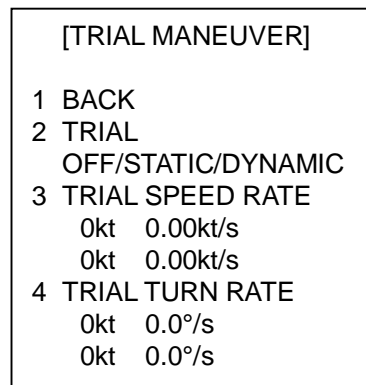 [TRIAL MANEUVER]
1 BACK
2 TRIAL
OFF/STATIC/DYNAMIC
3 TRIAL SPEED RATE
0kt 0.00kt/s
0kt 0.00kt/s
4 TRIAL TURN RATE
0kt 0.0°/s
0kt 0.0°/s